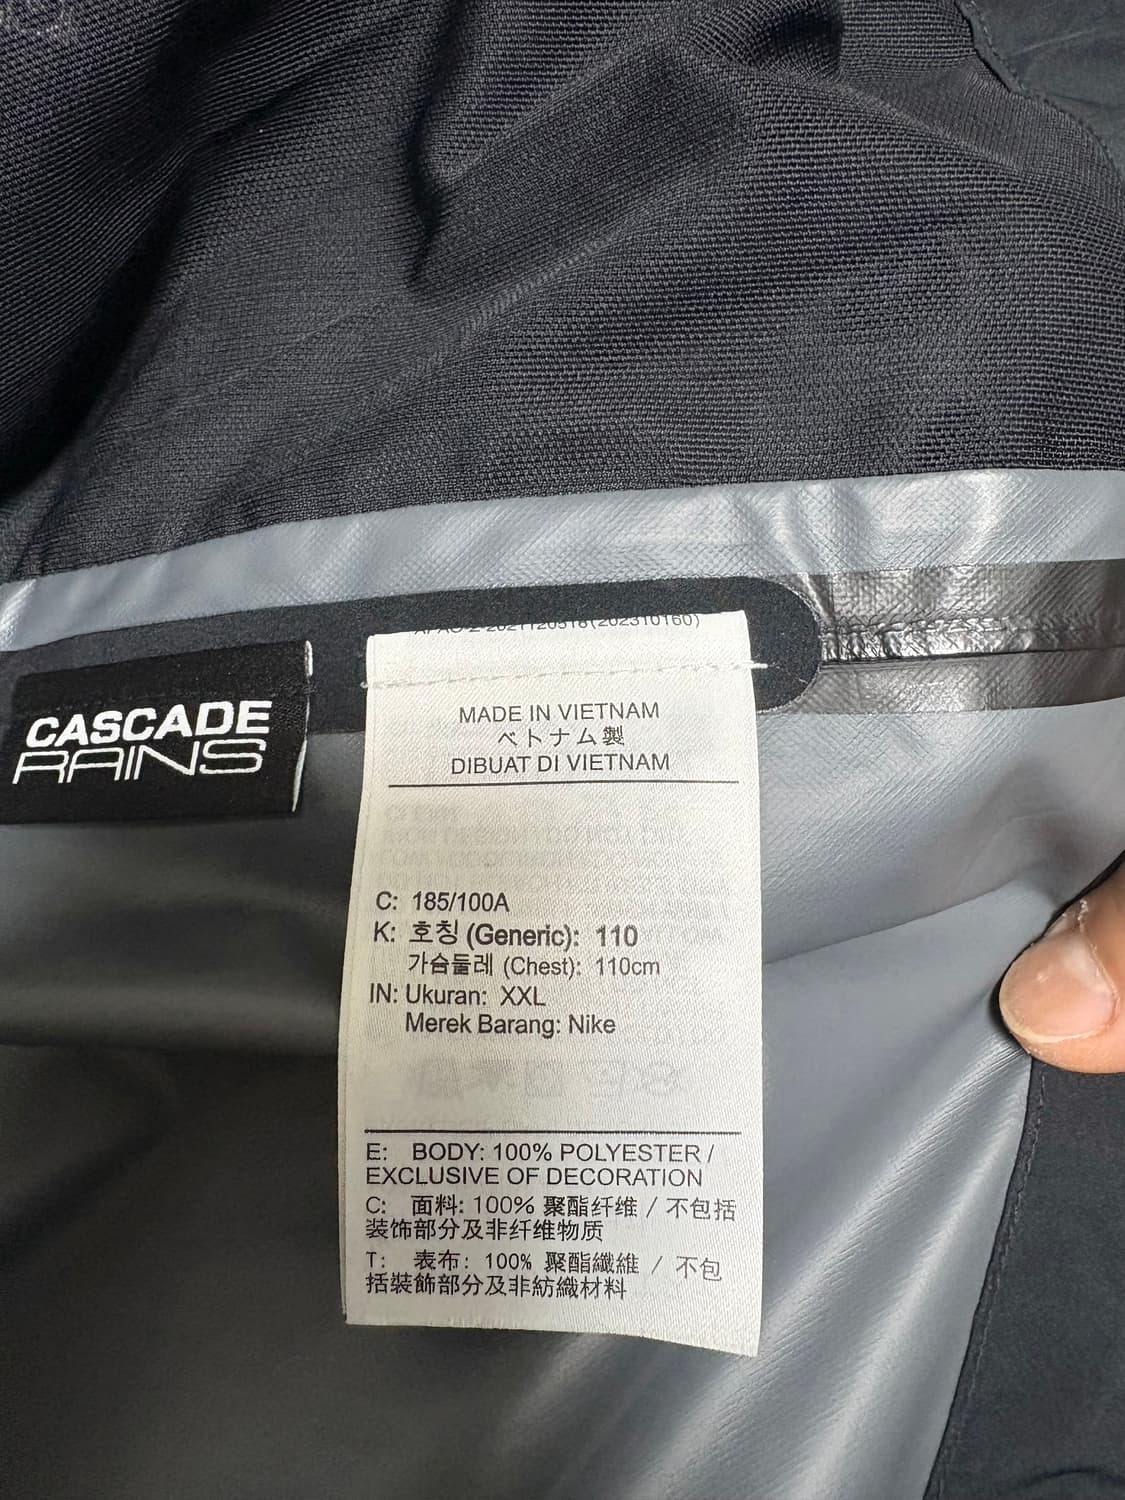 CASCADE
RAINS
MADE IN VIETNAM
ベトナム製
DIBUAT DI VIETNAM
C: 185/100A
K: 호칭 (Generic): 110
가슴둘레 (Chest): 110cm
IN: Ukuran: XXL
Merek Barang: Nike
E: BODY: 100% POLYESTER /
EXCLUSIVE OF DECORATION
C: 面料: 100% 聚酯纤维 / 不包括
装饰部分及非纤维物质
T: 表布: 100% 聚酯纖維 / 不包
括裝飾部分及非紡織材料